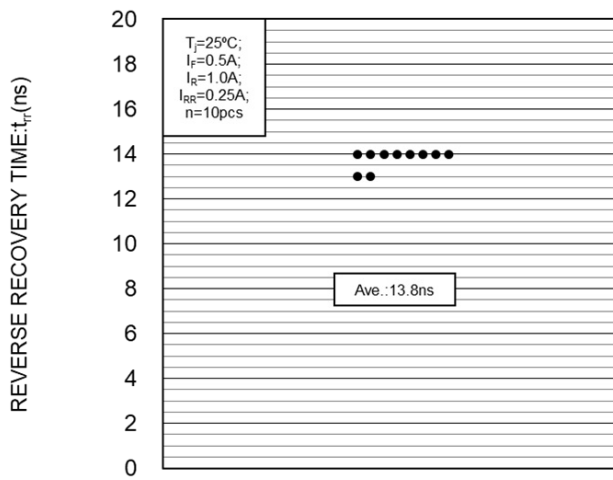 REVERSE RECOVERY TIME:trr(ns)
20
18
16
14
12
10
8
6
4
2
0
Tj=25ºC;
IF=0.5A;
IR=1.0A;
IRR=0.25A;
n=10pcs
Ave.:13.8ns